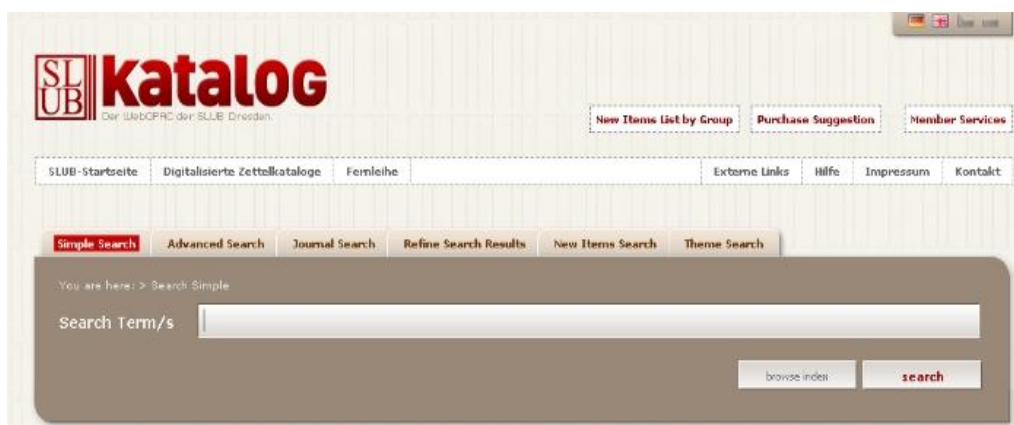 SLUB Katalog
Der WebOPAC der SLUB Dresden.
New Items List by Group Purchase Suggestion Member Services
SLUB-Startseite Digitalisierte Zettelkataloge Fernleihe Externe Links Hilfe Impressum Kontakt
Simple Search Advanced Search Journal Search Refine Search Results New Items Search Theme Search
You are here: > Search Simple
Search Term/s
browse index search